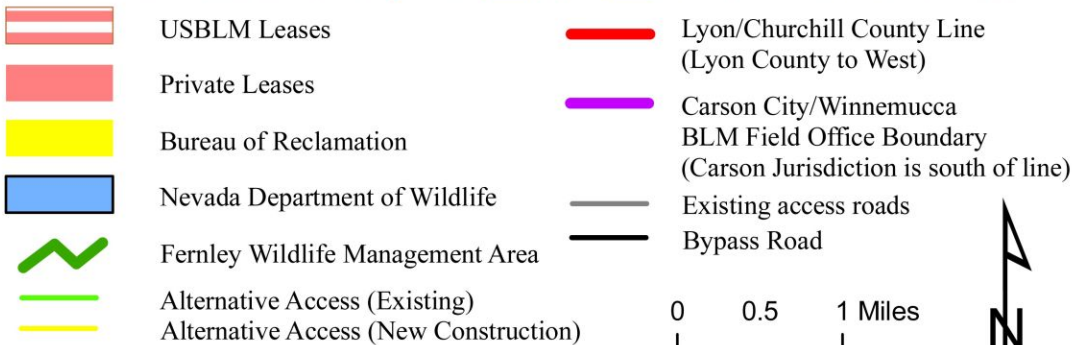 USBLM Leases
Private Leases
Bureau of Reclamation
Nevada Department of Wildlife
Fernley Wildlife Management Area
Alternative Access (Existing)
Alternative Access (New Construction)
Lyon/Churchill County Line
(Lyon County to West)
Carson City/Winnemucca
BLM Field Office Boundary
(Carson Jurisdiction is south of line)
Existing access roads
Bypass Road
0 0.5 1 Miles
N